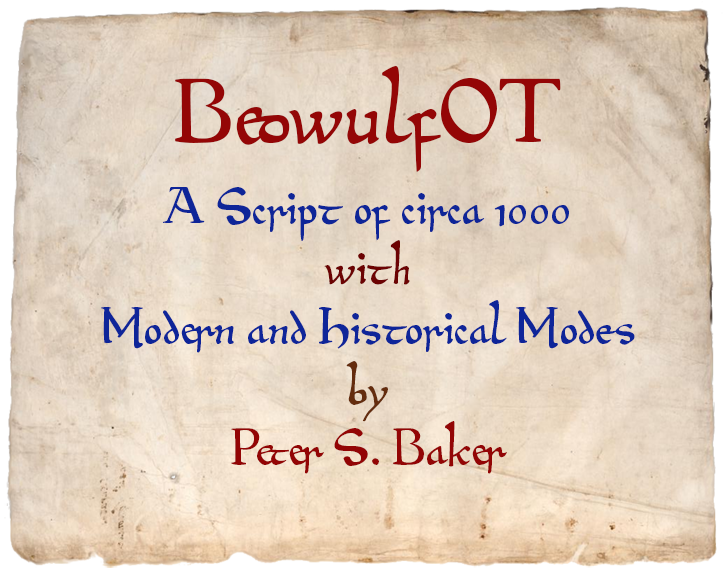 BeowulfOT
A Script of circa 1000
with
Modern and Historical Modes
by
Peter S. Baker